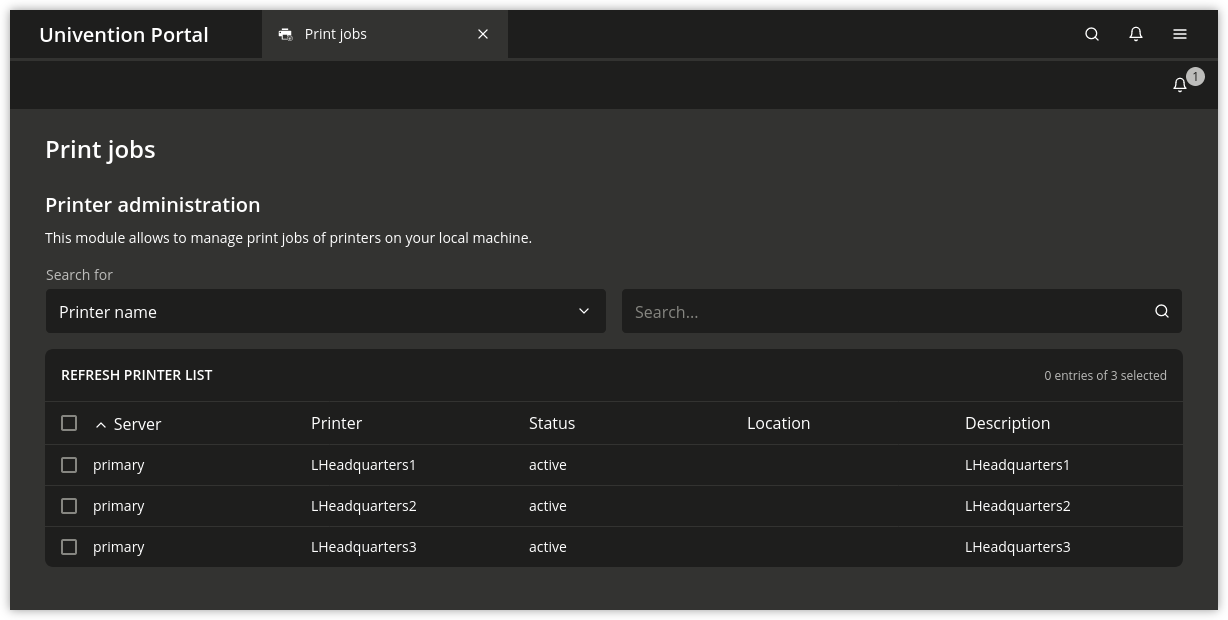 Univention Portal
Print jobs
1
Print jobs
Printer administration
This module allows to manage print jobs of printers on your local machine.
Search for
Printer name
Search...
REFRESH PRINTER LIST
0 entries of 3 selected
Server Printer Status Location Description
primary LHeadquarters1 active LHeadquarters1
primary LHeadquarters2 active LHeadquarters2
primary LHeadquarters3 active LHeadquarters3